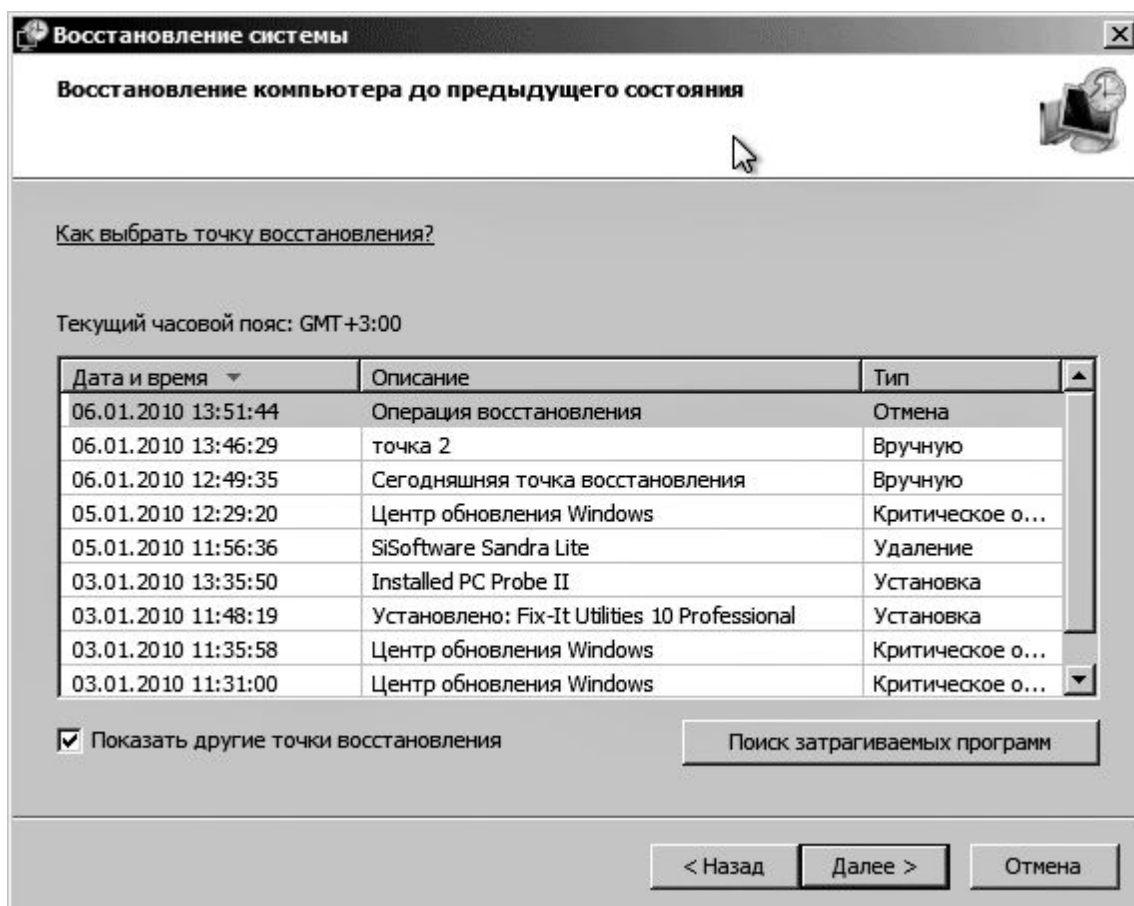 Восстановление системы
Восстановление компьютера до предыдущего состояния
Как выбрать точку восстановления?
Текущий часовой пояс: GMT+3:00
Дата и время Описание Тип
06.01.2010 13:51:44 Операция восстановления Отмена
06.01.2010 13:46:29 точка 2 Вручную
06.01.2010 12:49:35 Сегодняшняя точка восстановления Вручную
05.01.2010 12:29:20 Центр обновления Windows Критическое о...
05.01.2010 11:56:36 SiSoftware Sandra Lite Удаление
03.01.2010 13:35:50 Installed PC Probe II Установка
03.01.2010 11:48:19 Установлено: Fix-It Utilities 10 Professional Установка
03.01.2010 11:35:58 Центр обновления Windows Критическое о...
03.01.2010 11:31:00 Центр обновления Windows Критическое о...
Показать другие точки восстановления Поиск затрагиваемых программ
< Назад Далее > Отмена